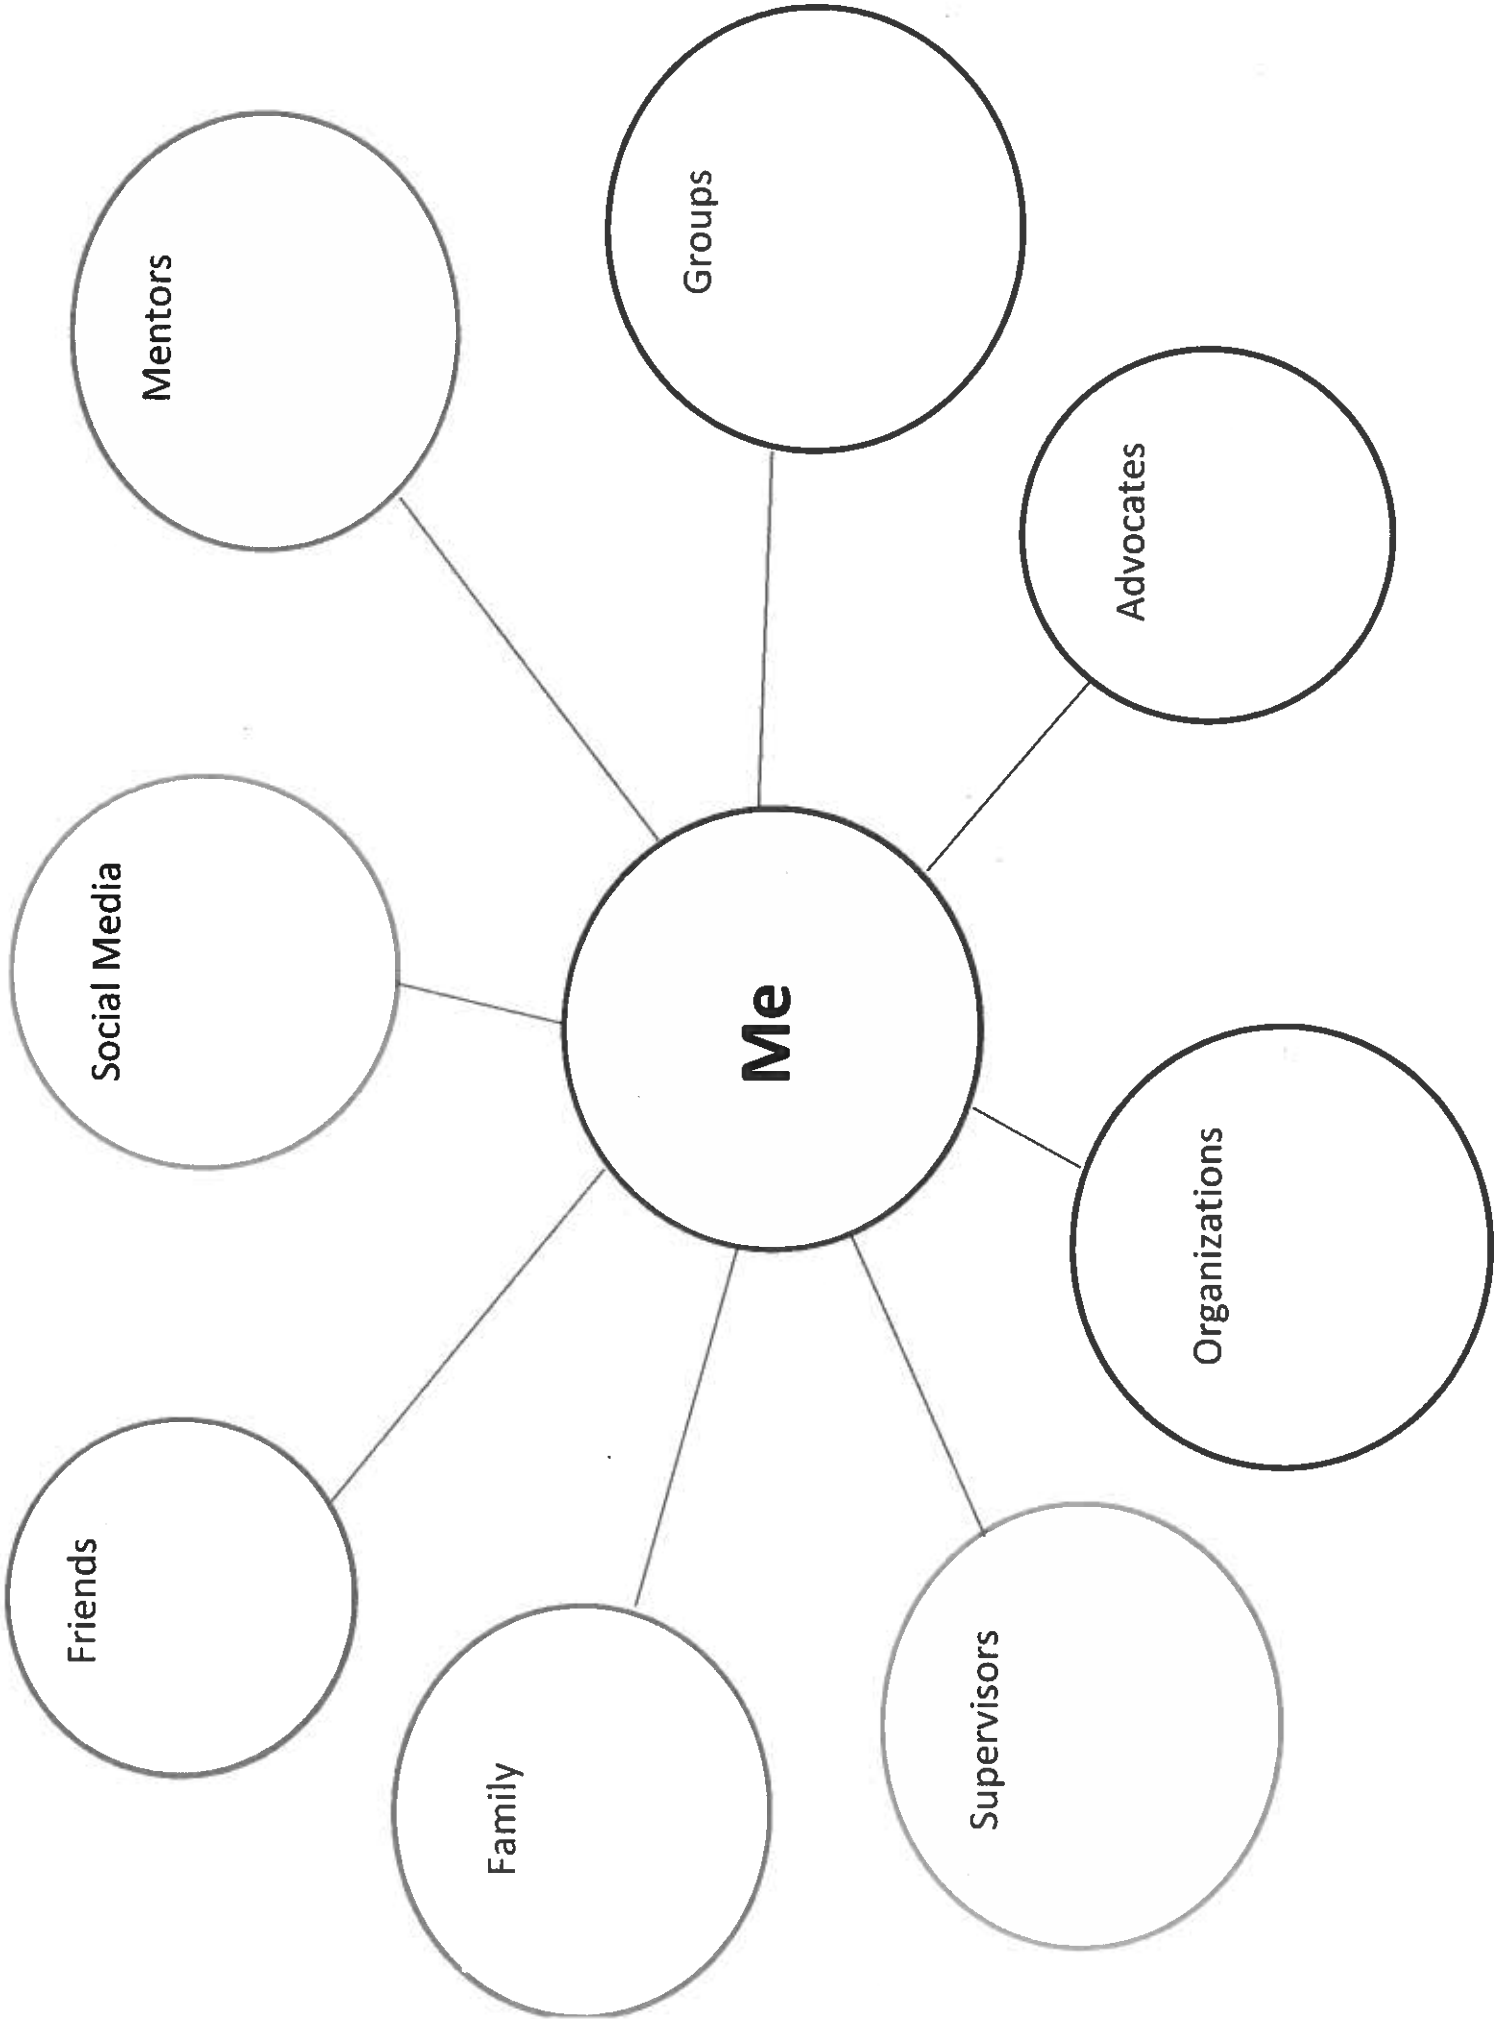 Friends
Social Media
Mentors
Family
Me
Groups
Supervisors
Organizations
Advocates